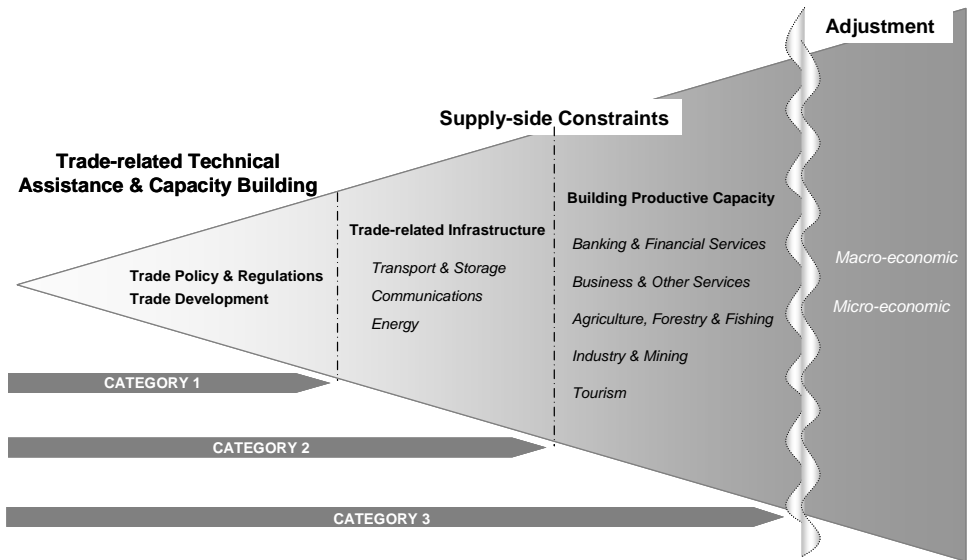 Adjustment
Supply-side Constraints
Trade-related Technical
Assistance & Capacity Building
Trade Policy & Regulations
Trade Development
Trade-related Infrastructure
Transport & Storage
Communications
Energy
Building Productive Capacity
Banking & Financial Services
Business & Other Services
Agriculture, Forestry & Fishing
Industry & Mining
Tourism
Macro-economic
Micro-economic
CATEGORY 1
CATEGORY 2
CATEGORY 3